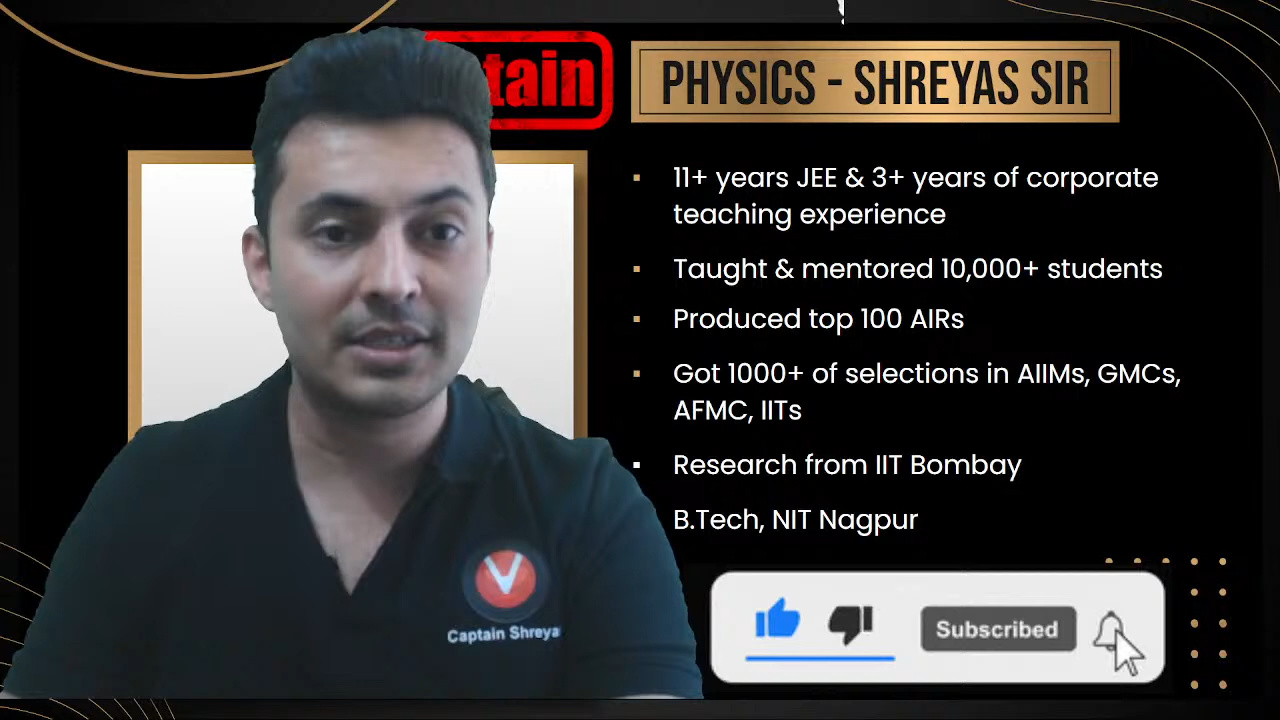 tain
PHYSICS - SHREYAS SIR
11+ years JEE & 3+ years of corporate
teaching experience
Taught & mentored 10,000+ students
Produced top 100 AIRs
Got 1000+ of selections in AIIMs, GMCs,
AFMC, IITs
Research from IIT Bombay
B.Tech, NIT Nagpur
V
Captain Shreya
Subscribed